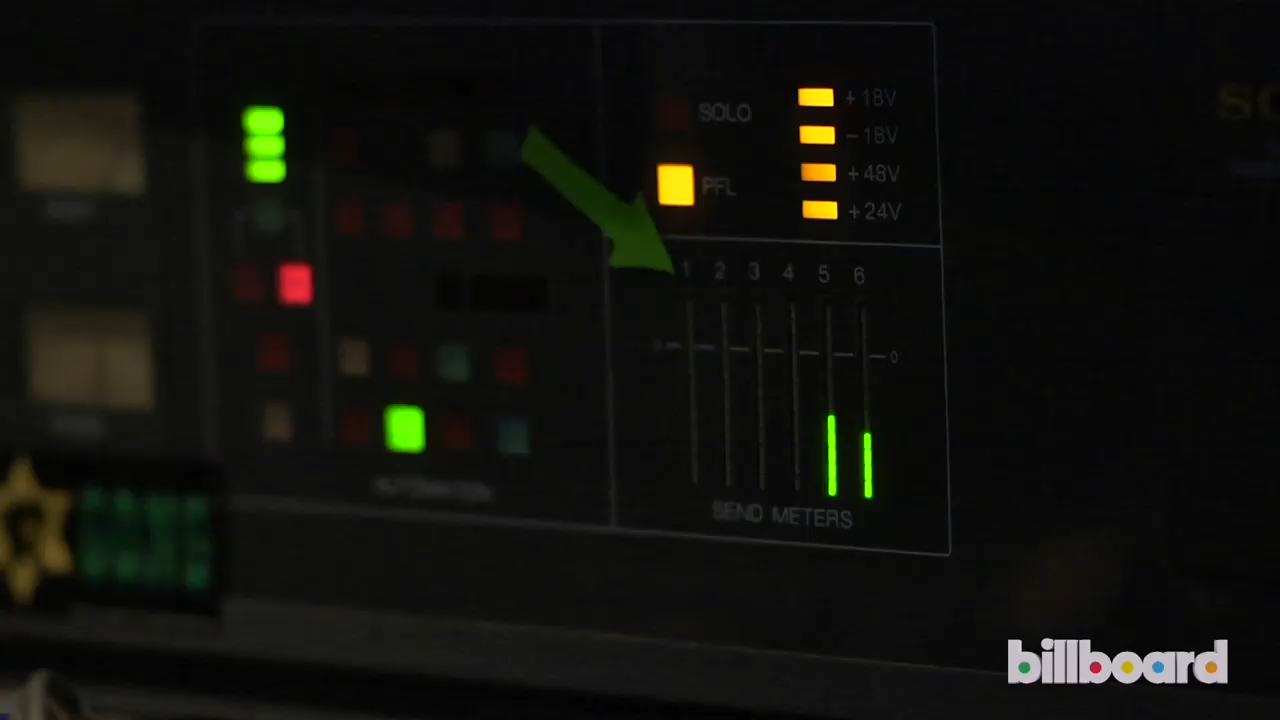 SOLO
PFL
+18V
−18V
+48V
+24V
1 2 3 4 5 6
0
SEND METERS
billboard